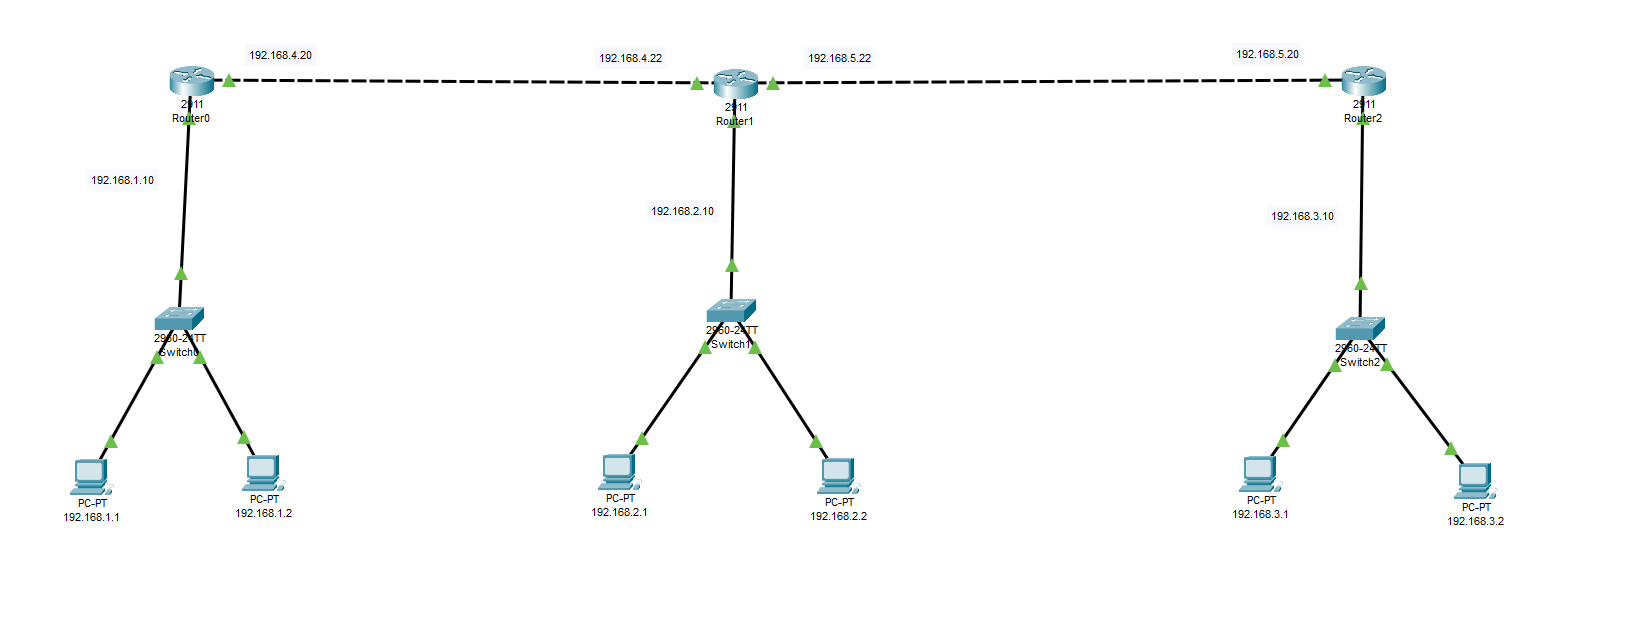 192.168.4.20
192.168.4.22
192.168.5.22
192.168.5.20
2911
Router0
2911
Router1
2911
Router2
192.168.1.10
192.168.2.10
192.168.3.10
2960-24TT
Switch0
2960-24TT
Switch1
2960-24TT
Switch2
PC-PT
192.168.1.1
PC-PT
192.168.1.2
PC-PT
192.168.2.1
PC-PT
192.168.2.2
PC-PT
192.168.3.1
PC-PT
192.168.3.2